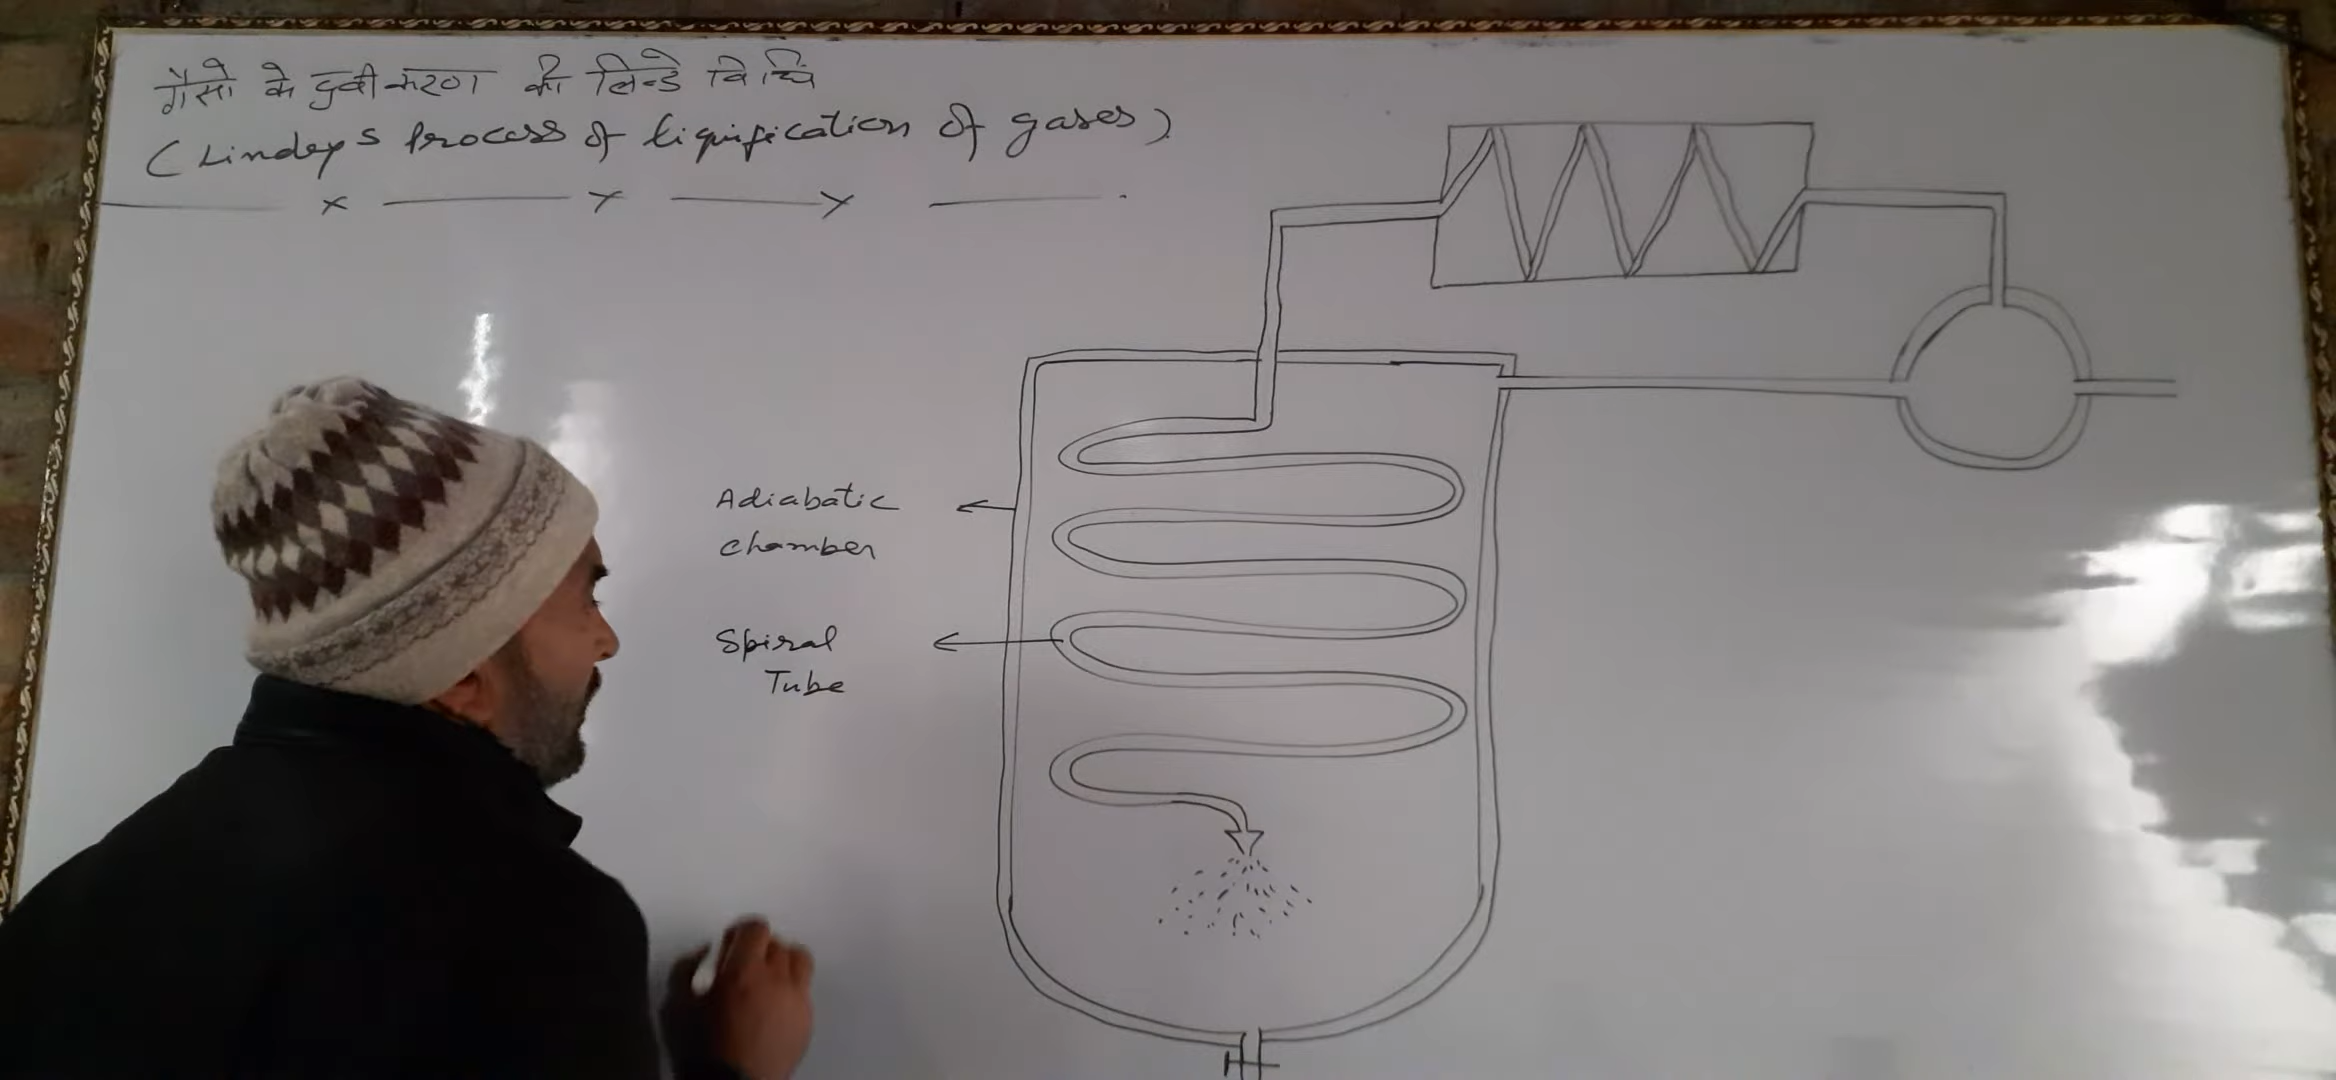 गैसों के द्रवीकरण की लिन्डे विधि
(Lindey's Process of liquification of gases)
Adiabatic
chamber
Spiral
Tube